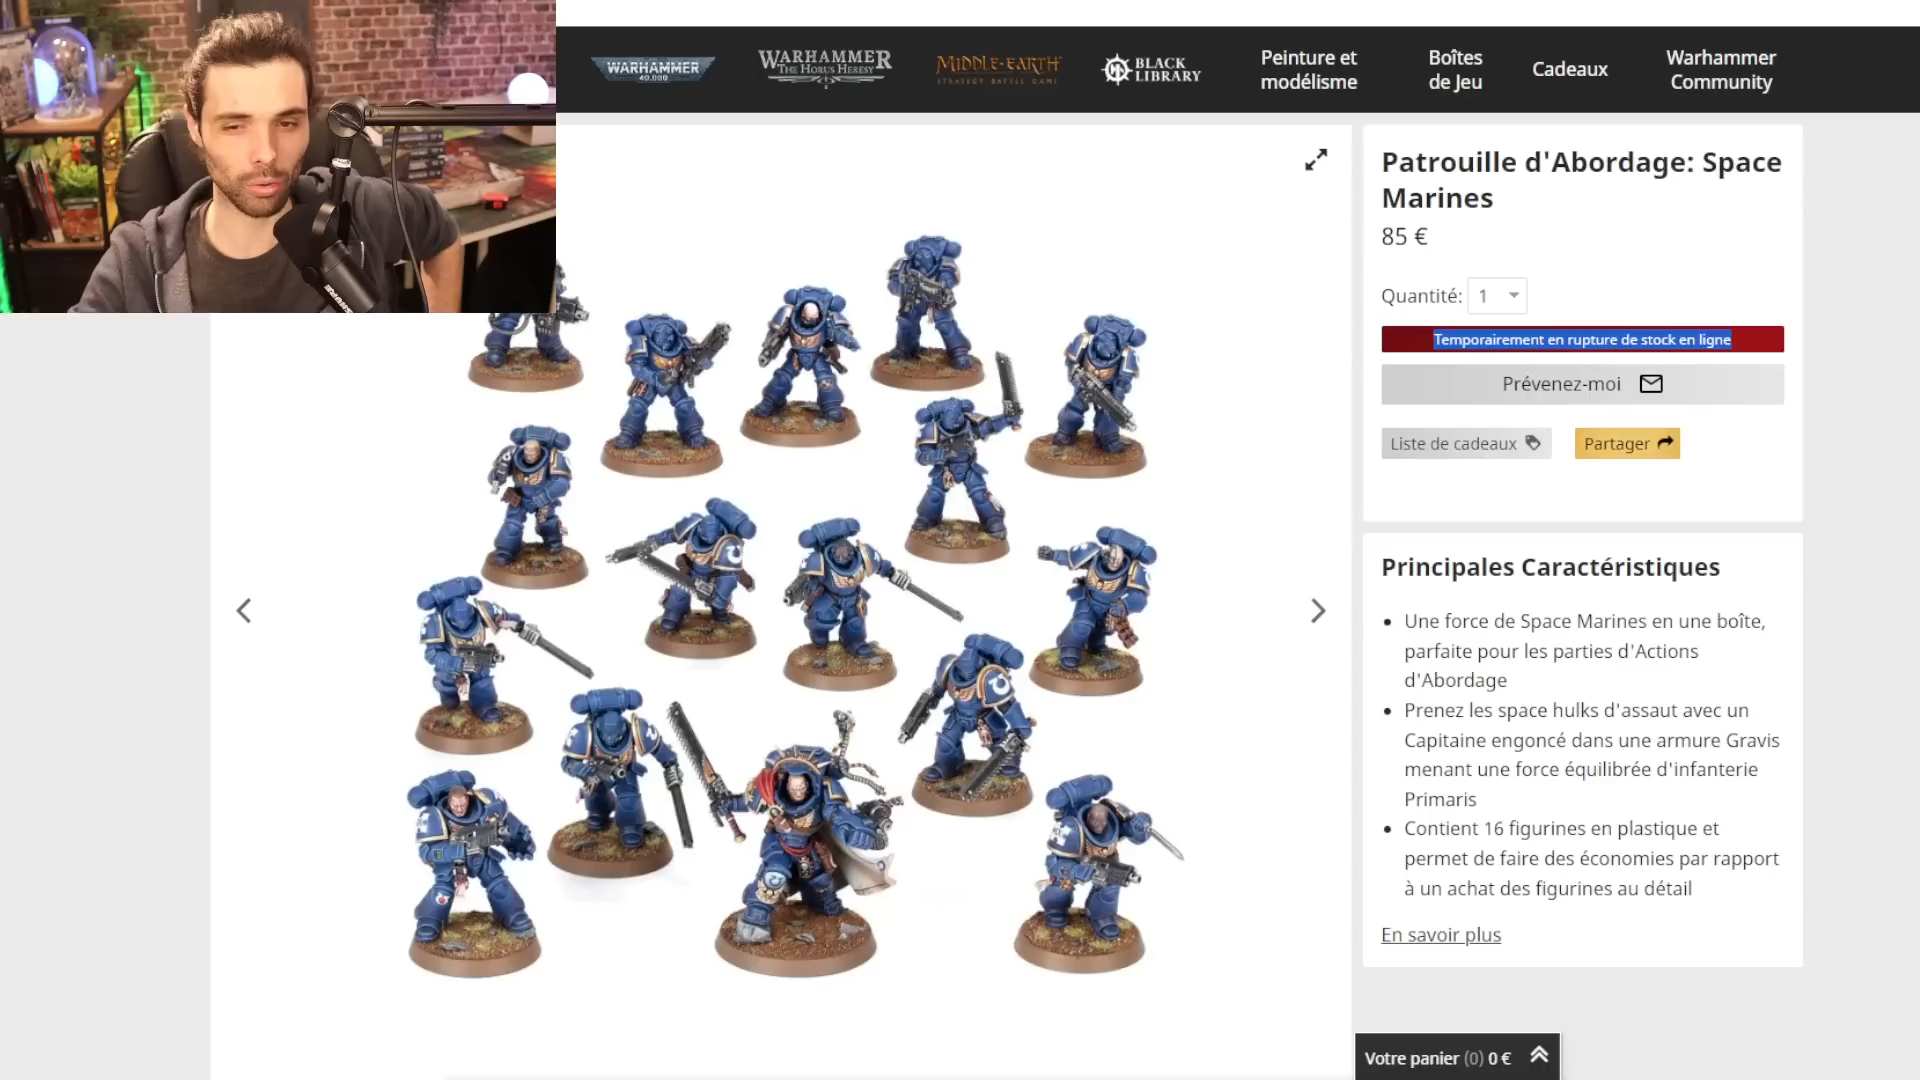 WARHAMMER
40,000
WARHAMMER
THE HORUS HERESY
MIDDLE-EARTH
STRATEGY BATTLE GAME
BLACK
LIBRARY
Peinture et
modélisme
Boîtes
de Jeu
Cadeaux
Warhammer
Community
Patrouille d'Abordage: Space
Marines
85 €
Quantité: 1
Temporairement en rupture de stock en ligne
Prévenez-moi
Liste de cadeaux
Partager
Principales Caractéristiques
Une force de Space Marines en une boîte,
parfaite pour les parties d'Actions
d'Abordage
Prenez les space hulks d'assaut avec un
Capitaine engoncé dans une armure Gravis
menant une force équilibrée d'infanterie
Primaris
Contient 16 figurines en plastique et
permet de faire des économies par rapport
à un achat des figurines au détail
En savoir plus
Votre panier (0) 0 €
SHURE